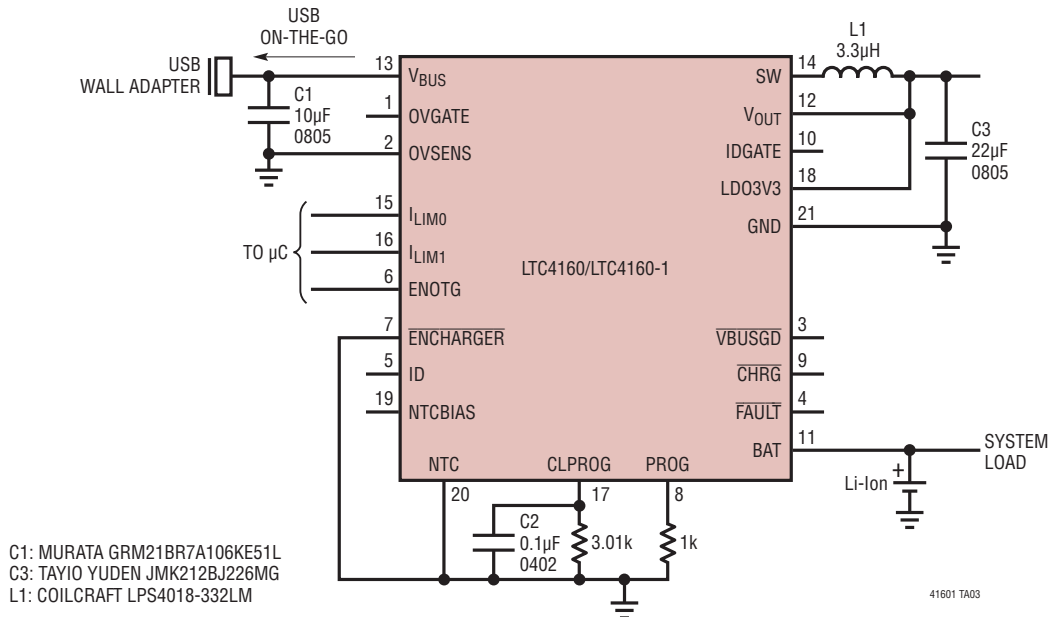 USB
ON-THE-GO
USB
WALL ADAPTER
C1
10µF
0805
13
VBUS
1
OVGATE
2
OVSENS
15
ILIM0
16
ILIM1
6
ENOTG
TO µC
7
ENCHARGER
5
ID
19
NTCBIAS
LTC4160/LTC4160-1
L1
3.3µH
14
SW
12
VOUT
10
IDGATE
18
LDO3V3
21
GND
C3
22µF
0805
3
VBUSGD
9
CHRG
4
FAULT
11
BAT
SYSTEM
LOAD
Li-Ion
+
NTC
CLPROG
PROG
20
17
8
C2
0.1µF
0402
3.01k
1k
C1: MURATA GRM21BR7A106KE51L
C3: TAYIO YUDEN JMK212BJ226MG
L1: COILCRAFT LPS4018-332LM
41601 TA03